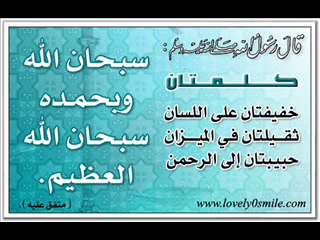 قال رسول الله صلى الله عليه وسلم :
كلمتان
خفيفتان على اللسان
ثقيلتان في الميزان
حبيبتان إلى الرحمن
سبحان الله
وبحمده
سبحان الله
العظيم.
( متفق عليه ).
www.lovely0smile.com